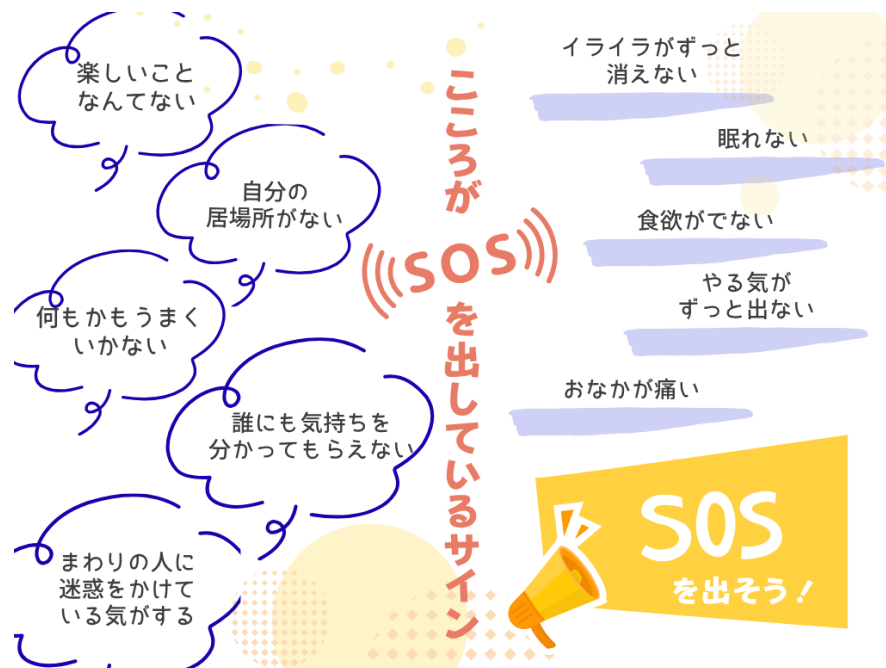 楽しいこと
なんてない
自分の
居場所がない
何もかもうまく
いかない
誰にも気持ちを
分かってもらえない
まわりの人に
迷惑をかけて
いる気がする
こころが
SOS
を出しているサイン
イライラがずっと
消えない
眠れない
食欲がでない
やる気が
ずっと出ない
おなかが痛い
SOS
を出そう！